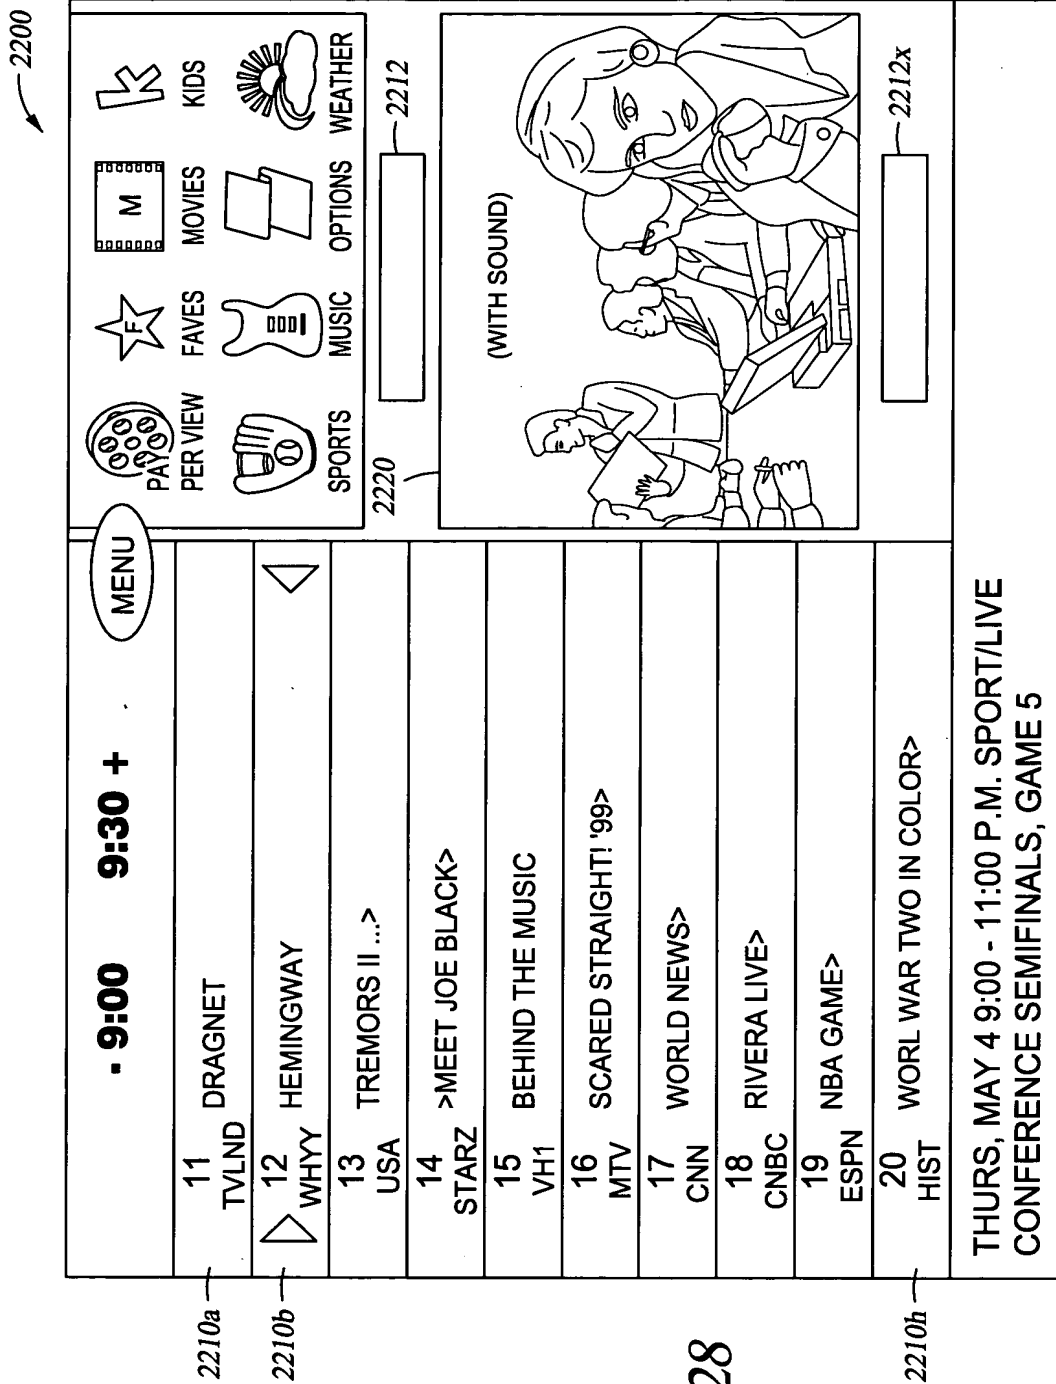 2200
- 9:00 9:30 + MENU
11 DRAGNET
TVLND
12 HEMINGWAY
WHYY
13 TREMORS II ...>
USA
14 >MEET JOE BLACK>
STARZ
15 BEHIND THE MUSIC
VH1
16 SCARED STRAIGHT! '99>
MTV
17 WORLD NEWS>
CNN
18 RIVERA LIVE>
CNBC
19 NBA GAME>
ESPN
20 WORL WAR TWO IN COLOR>
HIST
2210a
2210b
2210h
PAY
PER VIEW
F
FAVES
M
MOVIES
k
KIDS
SPORTS
MUSIC
OPTIONS
WEATHER
2212
2220
(WITH SOUND)
2212x
THURS, MAY 4 9:00 - 11:00 P.M. SPORT/LIVE
CONFERENCE SEMIFINALS, GAME 5
28